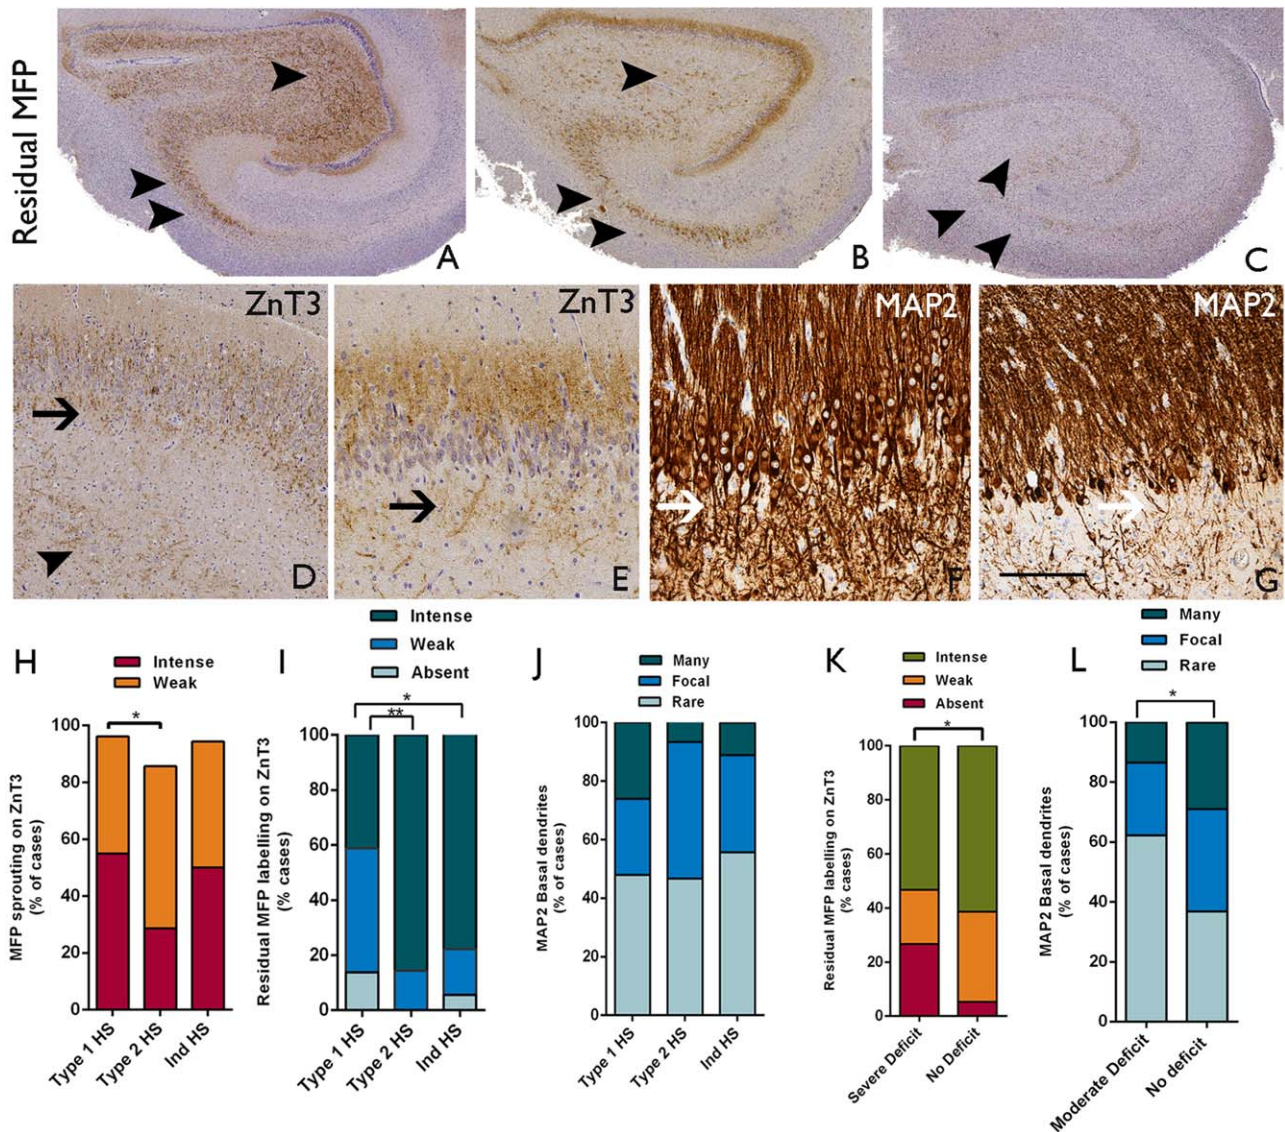 Residual MFP
A
B
C
ZnT3
ZnT3
MAP2
MAP2
D
E
F
G
H
Intense
Weak
MFP sprouting on ZnT3
(% of cases)
100
80
60
40
20
0
*
Type 1 HS
Type 2 HS
Ind HS
I
Intense
Weak
Absent
Residual MFP labelling on ZnT3
(% cases)
100
80
60
40
20
0
*
**
Type 1 HS
Type 2 HS
Ind HS
J
Many
Focal
Rare
MAP2 Basal dendrites
(% of cases)
100
80
60
40
20
0
Type 1 HS
Type 2 HS
Ind HS
K
Intense
Weak
Absent
Residual MFP labelling on ZnT3
(% of cases)
100
80
60
40
20
0
*
Severe Deficit
No Deficit
L
Many
Focal
Rare
MAP2 Basal dendrites
(% of cases)
100
80
60
40
20
0
*
Moderate Deficit
No deficit